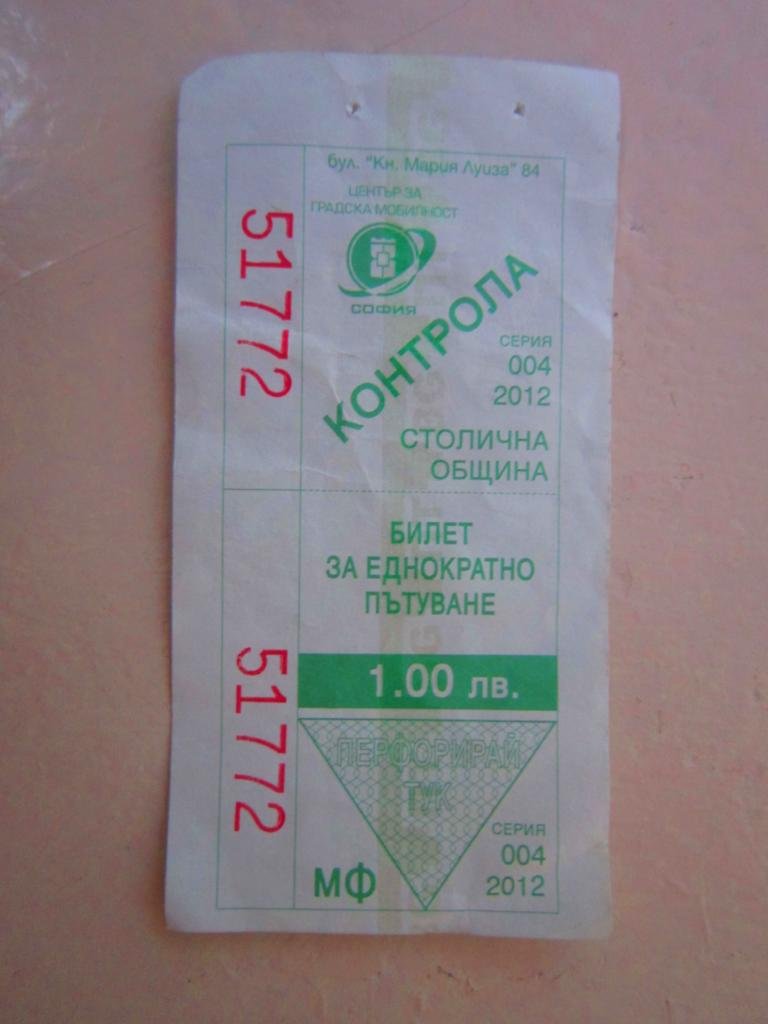 бул. "Кн. Мария Луиза" 84
ЦЕНТЪР ЗА
ГРАДСКА МОБИЛНОСТ
СОФИЯ
КОНТРОЛА
СЕРИЯ
004
2012
СТОЛИЧНА
ОБЩИНА
51772
БИЛЕТ
ЗА ЕДНОКРАТНО
ПЪТУВАНЕ
1.00 лв.
ПЕРФОРИРАЙ
ТУК
СЕРИЯ
004
2012
МФ
51772